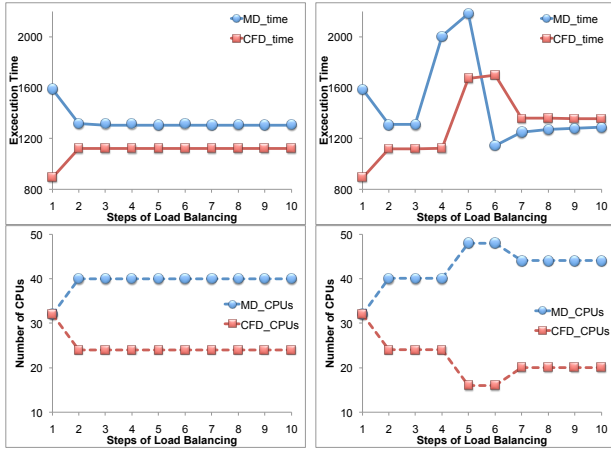 MD_time
CFD_time
2000
1600
1200
800
Excecution Time
1 2 3 4 5 6 7 8 9 10
Steps of Load Balancing
MD_time
CFD_time
2000
1600
1200
800
Excecution Time
1 2 3 4 5 6 7 8 9 10
Steps of Load Balancing
50
40
30
20
10
Number of CPUs
MD_CPUs
CFD_CPUs
1 2 3 4 5 6 7 8 9 10
Steps of Load Balancing
50
40
30
20
10
Number of CPUs
MD_CPUs
CFD_CPUs
1 2 3 4 5 6 7 8 9 10
Steps of Load Balancing